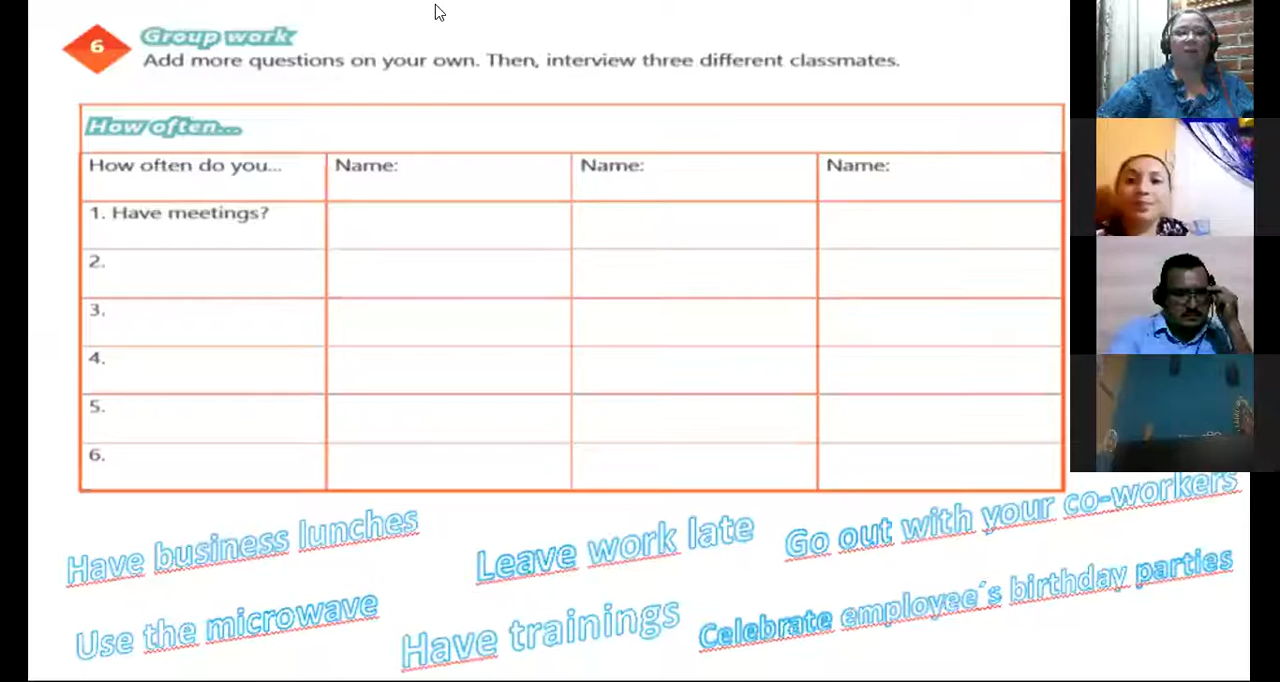 6
Group work
Add more questions on your own. Then, interview three different classmates.
How often...
How often do you... Name: Name: Name:
1. Have meetings?
2.
3.
4.
5.
6.
Have business lunches
Leave work late
Go out with your co-workers
Use the microwave
Have trainings
Celebrate employee´s birthday parties